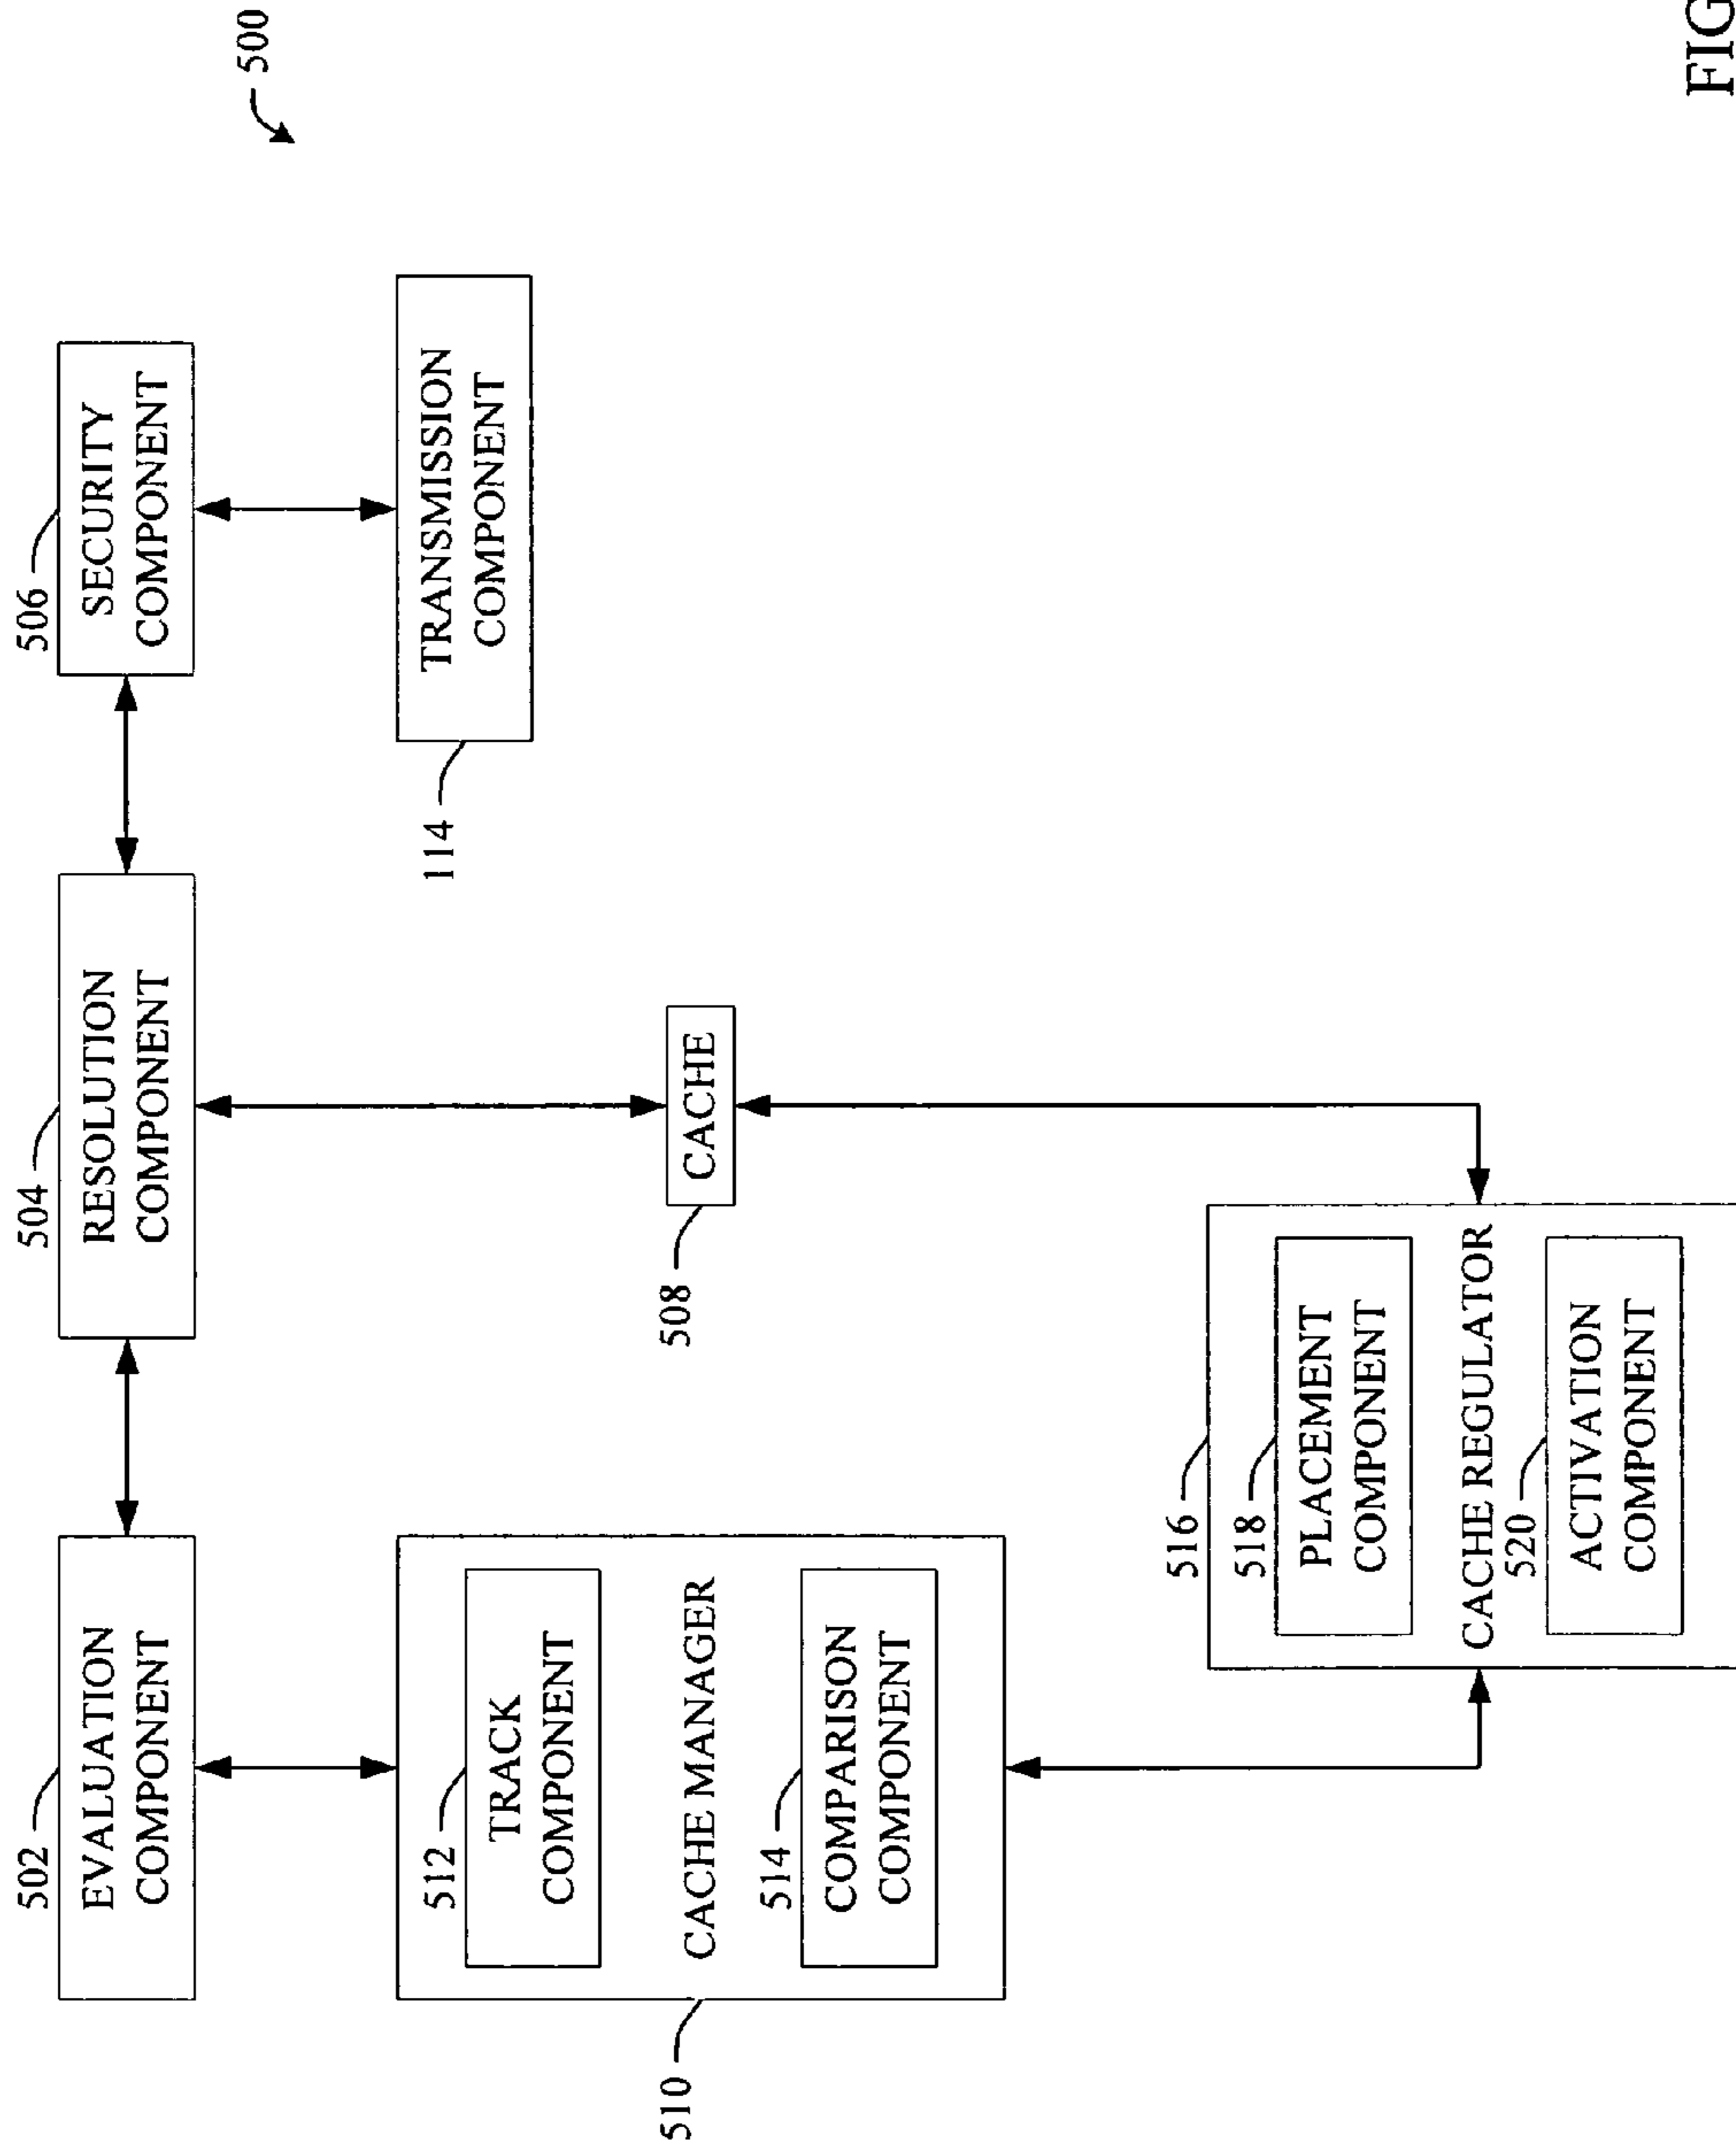 500
502
EVALUATION
COMPONENT
504
RESOLUTION
COMPONENT
506
SECURITY
COMPONENT
510
512
TRACK
COMPONENT
CACHE MANAGER
514
COMPARISON
COMPONENT
114
TRANSMISSION
COMPONENT
508
CACHE
516
518
PLACEMENT
COMPONENT
CACHE REGULATOR
520
ACTIVATION
COMPONENT
FIG